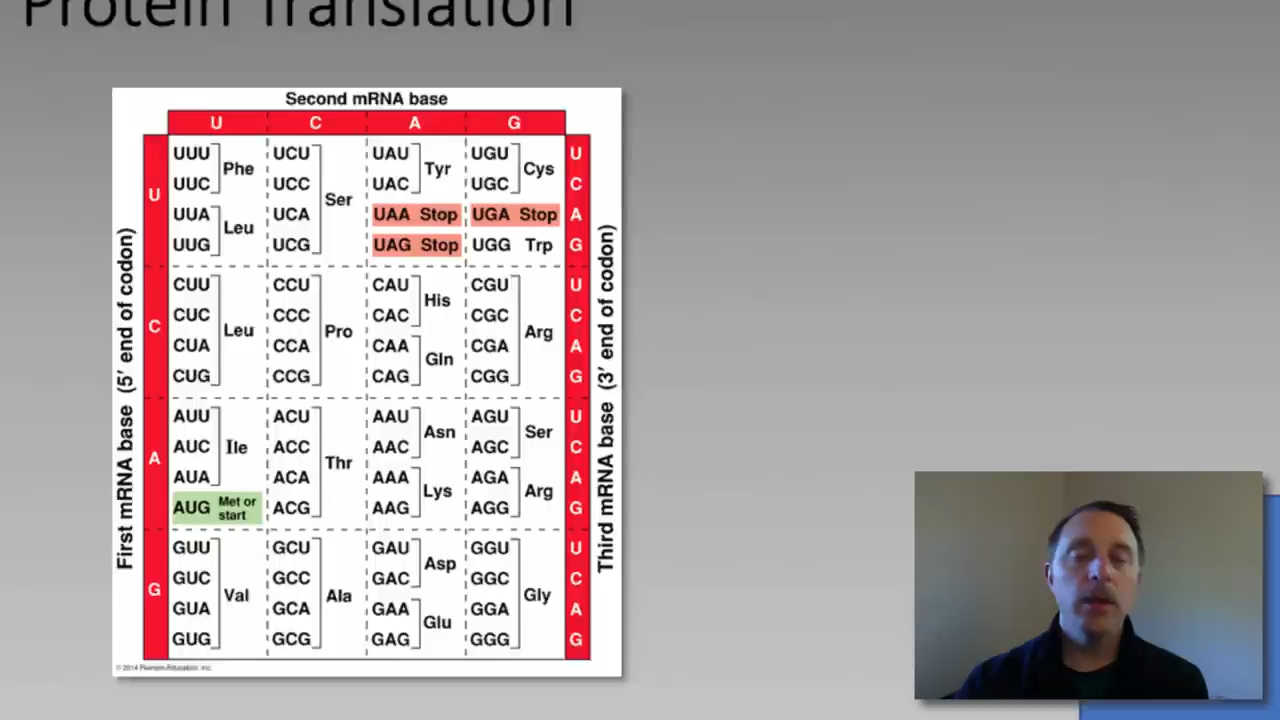 Protein Translation
Second mRNA base
U C A G
First mRNA base (5′ end of codon)
Third mRNA base (3′ end of codon)
U
UUU
UUC
Phe
UUA
UUG
Leu
UCU
UCC
UCA
UCG
Ser
UAU
UAC
Tyr
UAA Stop
UAG Stop
UGU
UGC
Cys
UGA Stop
UGG Trp
U
C
A
G
C
CUU
CUC
CUA
CUG
Leu
CCU
CCC
CCA
CCG
Pro
CAU
CAC
His
CAA
CAG
Gln
CGU
CGC
CGA
CGG
Arg
U
C
A
G
A
AUU
AUC
AUA
Ile
AUG Met or
start
ACU
ACC
ACA
ACG
Thr
AAU
AAC
Asn
AAA
AAG
Lys
AGU
AGC
Ser
AGA
AGG
Arg
U
C
A
G
G
GUU
GUC
GUA
GUG
Val
GCU
GCC
GCA
GCG
Ala
GAU
GAC
Asp
GAA
GAG
Glu
GGU
GGC
GGA
GGG
Gly
U
C
A
G
© 2014 Pearson Education, Inc.